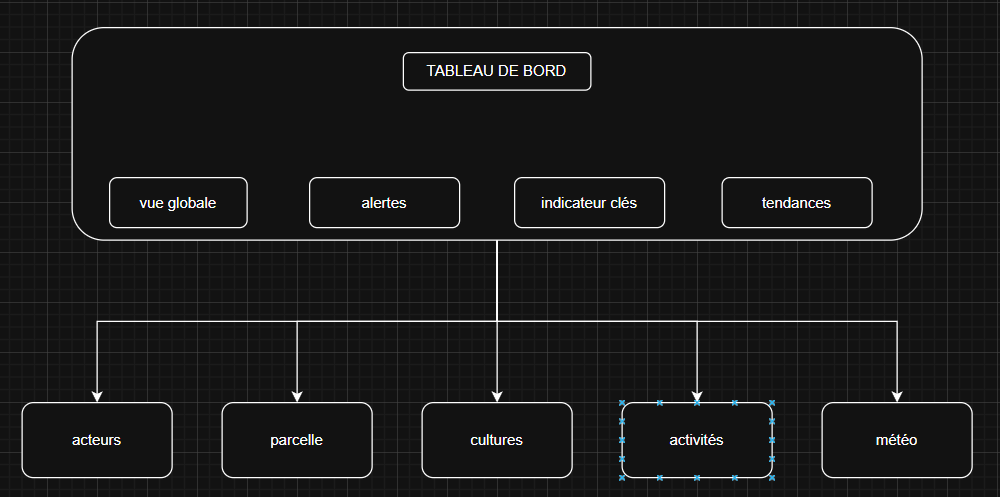 TABLEAU DE BORD
vue globale
alertes
indicateur clés
tendances
acteurs
parcelle
cultures
activités
météo